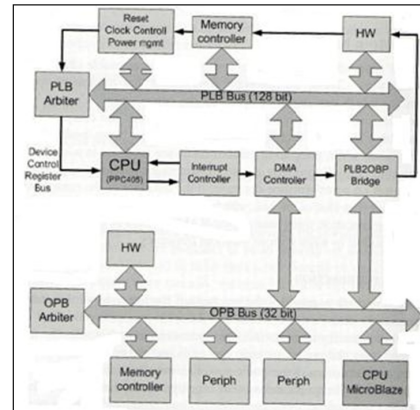 Reset
Clock Controll
Power mgmt
Memory
controller
HW
PLB
Arbiter
PLB Bus (128 bit)
Device
Control
Register
Bus
CPU
(PPC405)
Interrupt
Controller
DMA
Controller
PLB2OBP
Bridge
HW
OPB
Arbiter
OPB Bus (32 bit)
Memory
controller
Periph
Periph
CPU
MicroBlaze